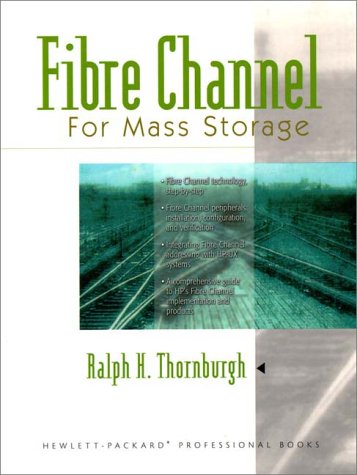 Fibre Channel
For Mass Storage
• Fibre Channel technology,
step-by-step
• Fibre Channel peripherals
installation, configuration,
and verification
• Integrating Fibre Channel
addressing with HP-UX
systems
• A comprehensive guide
to HP's Fibre Channel
implementation and
products
Ralph H. Thornburgh
HEWLETT-PACKARD® PROFESSIONAL BOOKS